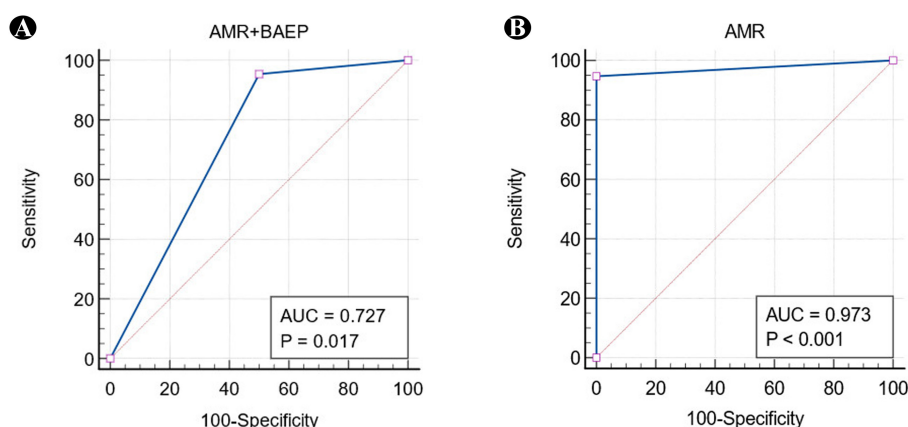 A
AMR+BAEP
Sensitivity
100
80
60
40
20
0
AUC = 0.727
P = 0.017
0 20 40 60 80 100
100-Specificity
B
AMR
Sensitivity
100
80
60
40
20
0
AUC = 0.973
P < 0.001
0 20 40 60 80 100
100-Specificity